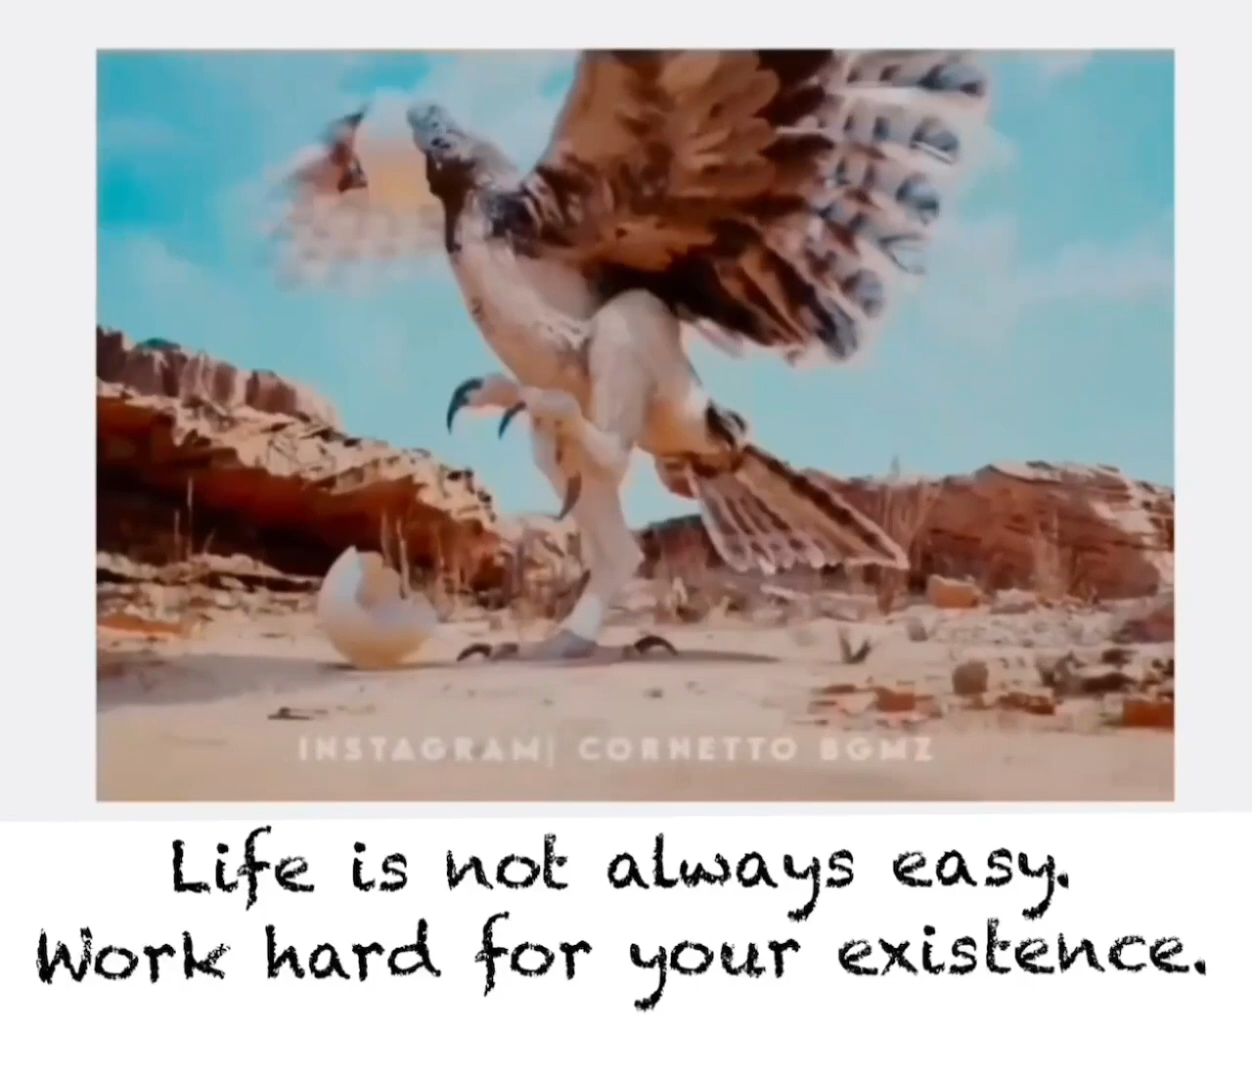 INSTAGRAM| CORNETTO BGMZ
Life is not always easy.
Work hard for your existence.